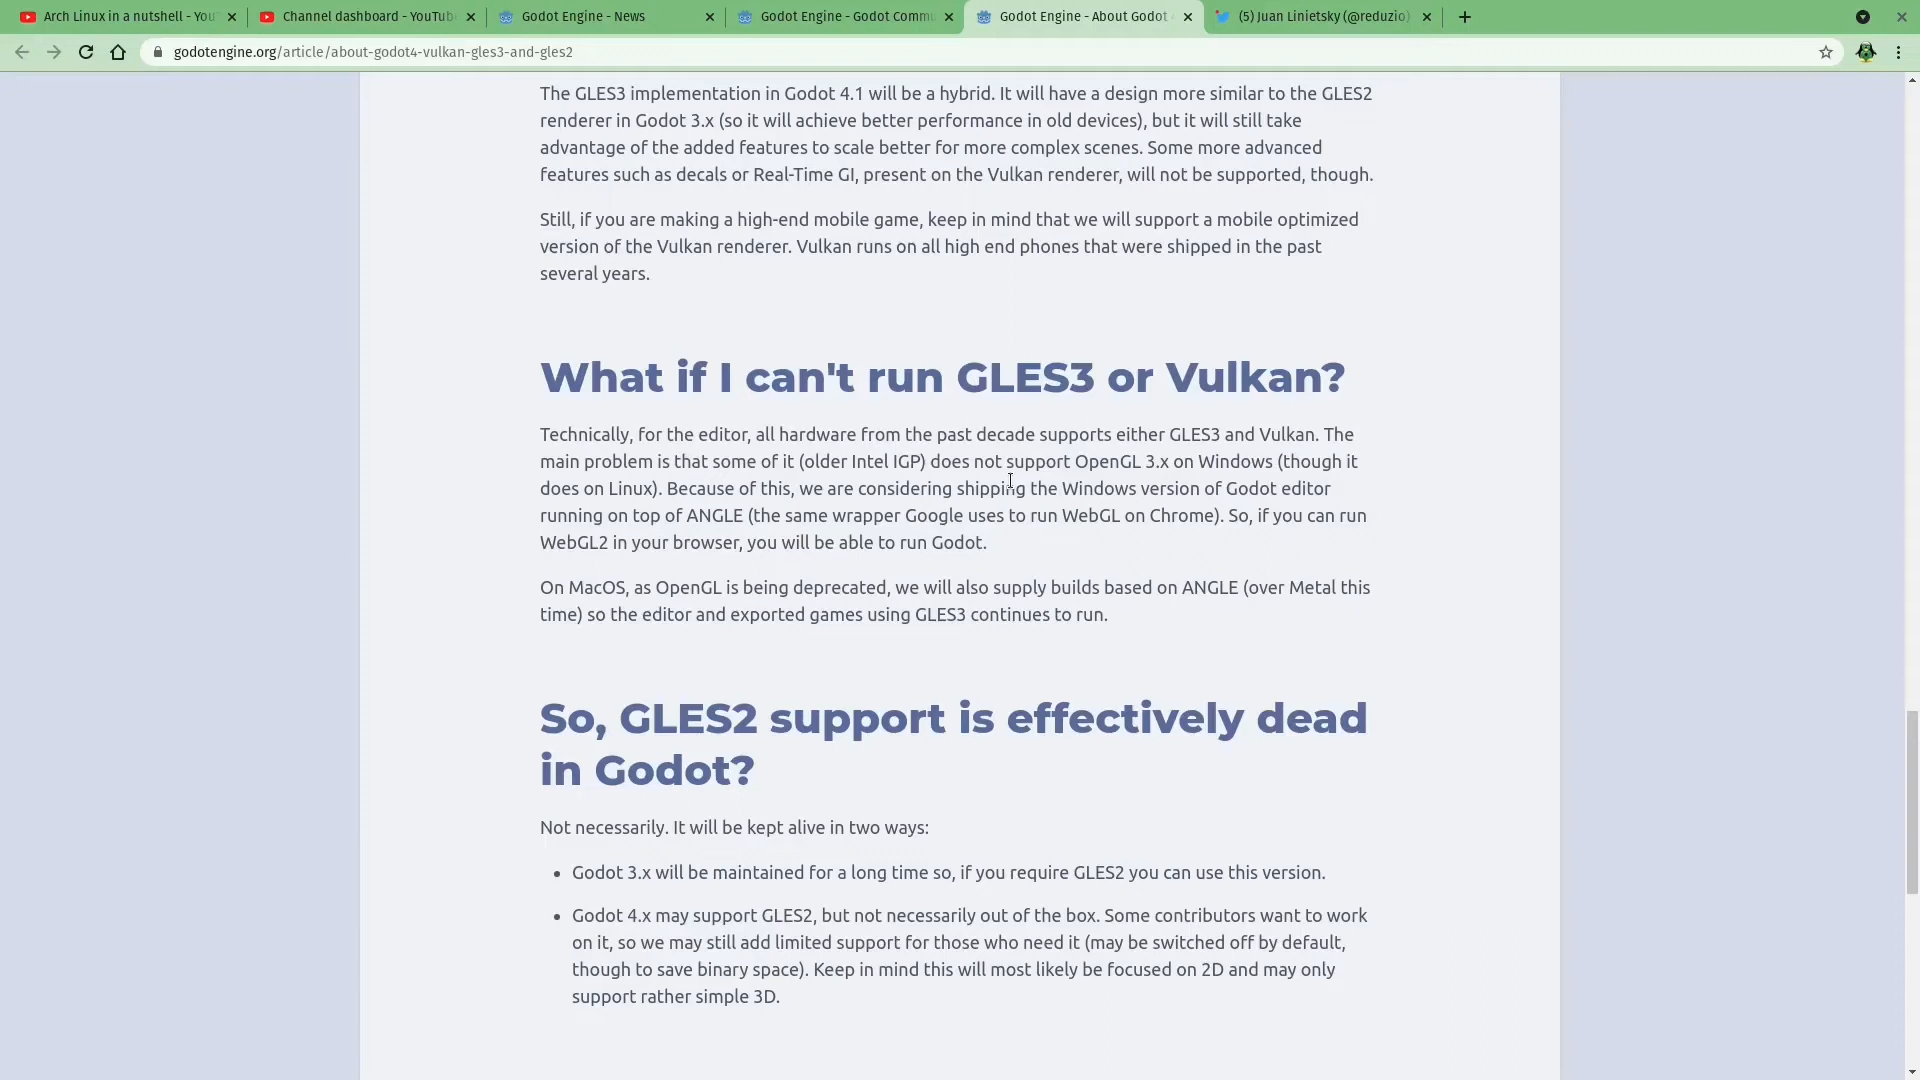 Arch Linux in a nutshell - You
Channel dashboard - YouTube
Godot Engine - News
Godot Engine - Godot Commu
Godot Engine - About Godot
(5) Juan Linietsky (@reduzio)
godotengine.org/article/about-godot4-vulkan-gles3-and-gles2
The GLES3 implementation in Godot 4.1 will be a hybrid. It will have a design more similar to the GLES2
renderer in Godot 3.x (so it will achieve better performance in old devices), but it will still take
advantage of the added features to scale better for more complex scenes. Some more advanced
features such as decals or Real-Time GI, present on the Vulkan renderer, will not be supported, though.
Still, if you are making a high-end mobile game, keep in mind that we will support a mobile optimized
version of the Vulkan renderer. Vulkan runs on all high end phones that were shipped in the past
several years.
What if I can't run GLES3 or Vulkan?
Technically, for the editor, all hardware from the past decade supports either GLES3 and Vulkan. The
main problem is that some of it (older Intel IGP) does not support OpenGL 3.x on Windows (though it
does on Linux). Because of this, we are considering shipping the Windows version of Godot editor
running on top of ANGLE (the same wrapper Google uses to run WebGL on Chrome). So, if you can run
WebGL2 in your browser, you will be able to run Godot.
On MacOS, as OpenGL is being deprecated, we will also supply builds based on ANGLE (over Metal this
time) so the editor and exported games using GLES3 continues to run.
So, GLES2 support is effectively dead
in Godot?
Not necessarily. It will be kept alive in two ways:
• Godot 3.x will be maintained for a long time so, if you require GLES2 you can use this version.
• Godot 4.x may support GLES2, but not necessarily out of the box. Some contributors want to work
on it, so we may still add limited support for those who need it (may be switched off by default,
though to save binary space). Keep in mind this will most likely be focused on 2D and may only
support rather simple 3D.